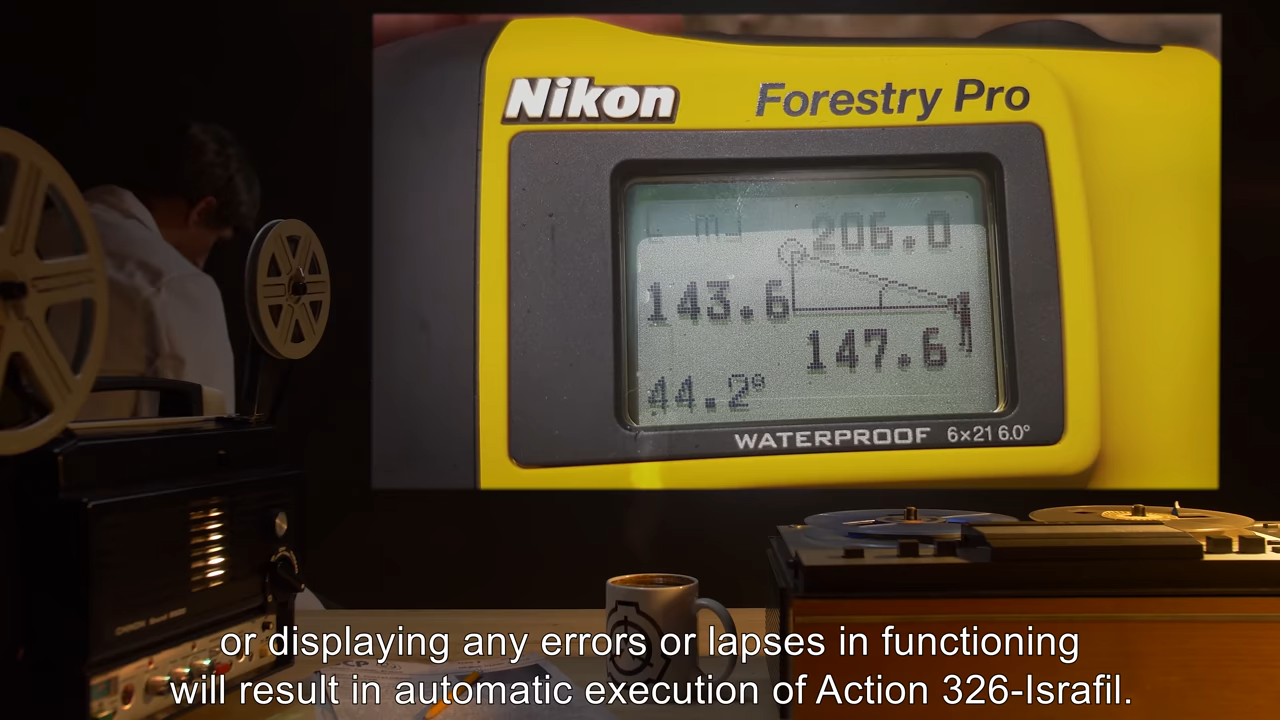 Nikon Forestry Pro
[ m] 206.0
143.6
147.6
44.2°
WATERPROOF 6×21 6.0°
or displaying any errors or lapses in functioning
will result in automatic execution of Action 326-Israfil.